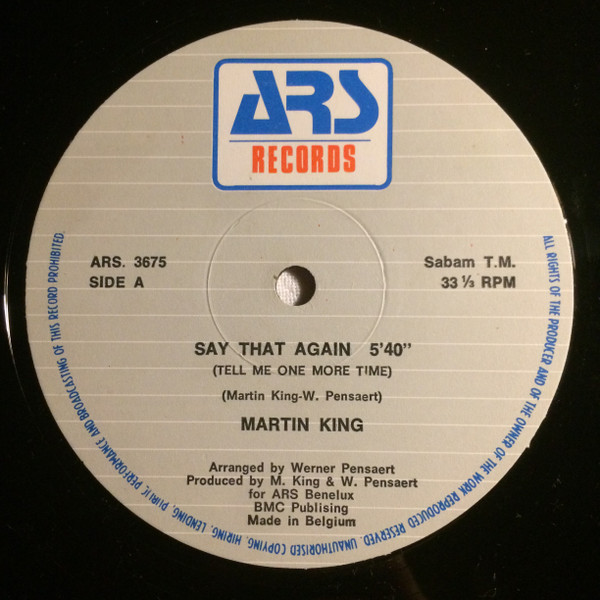 ARS
RECORDS
ARS. 3675
SIDE A
Sabam T.M.
33 ⅓ RPM
SAY THAT AGAIN 5'40"
(TELL ME ONE MORE TIME)
(Martin King-W. Pensaert)
MARTIN KING
Arranged by Werner Pensaert
Produced by M. King & W. Pensaert
for ARS Benelux
BMC Publising
Made in Belgium
ALL RIGHTS OF THE PRODUCER AND OF THE OWNER OF THE WORK REPRODUCED RESERVED. UNAUTHORISED COPYING, HIRING, LENDING, PUBLIC PERFORMANCE AND BROADCASTING OF THIS RECORD PROHIBITED.